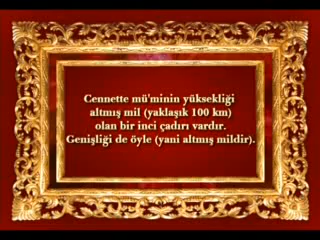 Cennette mü'minin yüksekliği
altmış mil (yaklaşık 100 km)
olan bir inci çadırı vardır.
Genişliği de öyle (yani altmış mildir).